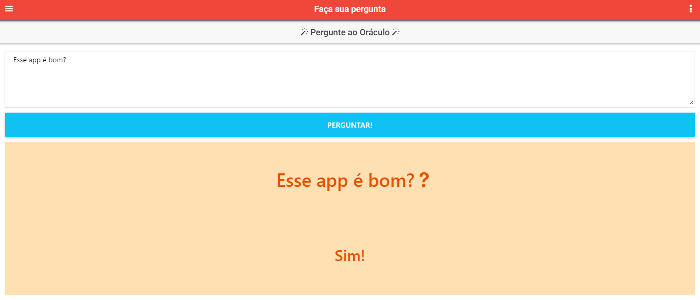 Faça sua pergunta
Pergunte ao Oráculo
Esse app é bom?
PERGUNTAR!
Esse app é bom? ?
Sim!